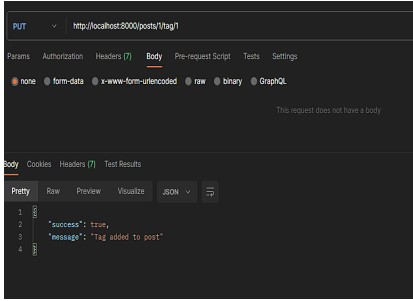 PUT http://localhost:8000/posts/1/tag/1
Params Authorization Headers (7) Body Pre-request Script Tests Settings
none form-data x-www-form-urlencoded raw binary GraphQL
This request does not have a body
Body Cookies Headers (7) Test Results
Pretty Raw Preview Visualize JSON
1 {
2 "success": true,
3 "message": "Tag added to post"
4 }